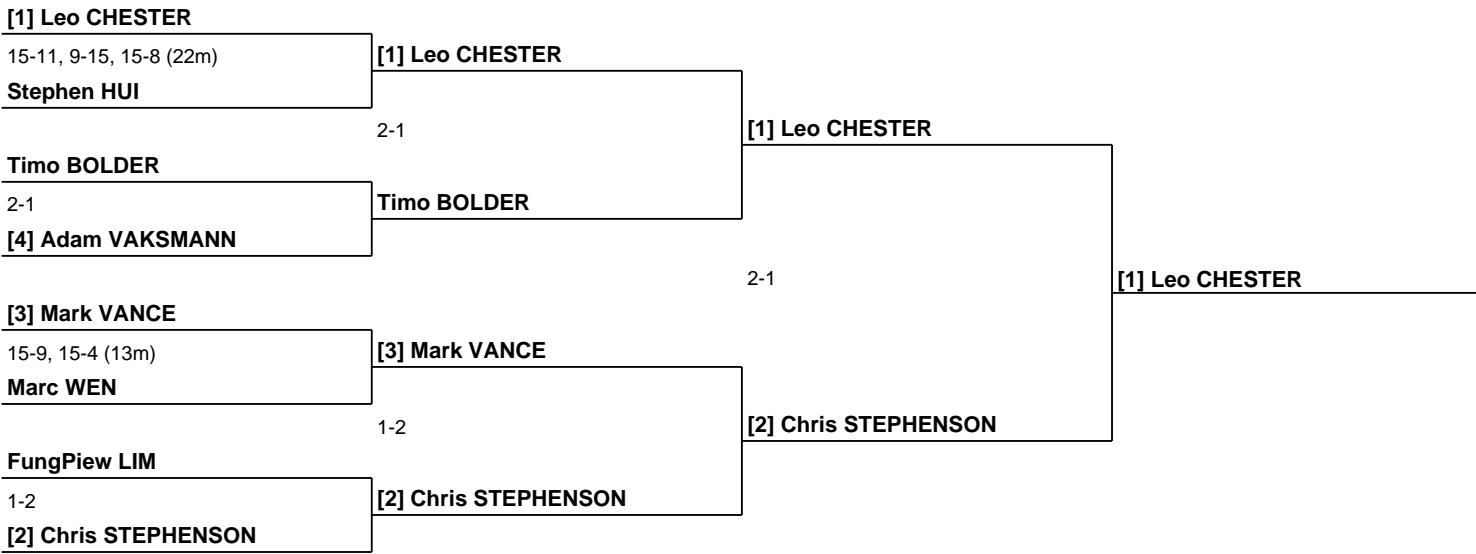 [1] Leo CHESTER
15-11, 9-15, 15-8 (22m)
[1] Leo CHESTER
Stephen HUI
2-1
[1] Leo CHESTER
Timo BOLDER
2-1
Timo BOLDER
[4] Adam VAKSMANN
2-1
[1] Leo CHESTER
[3] Mark VANCE
15-9, 15-4 (13m)
[3] Mark VANCE
Marc WEN
1-2
[2] Chris STEPHENSON
FungPiew LIM
1-2
[2] Chris STEPHENSON
[2] Chris STEPHENSON